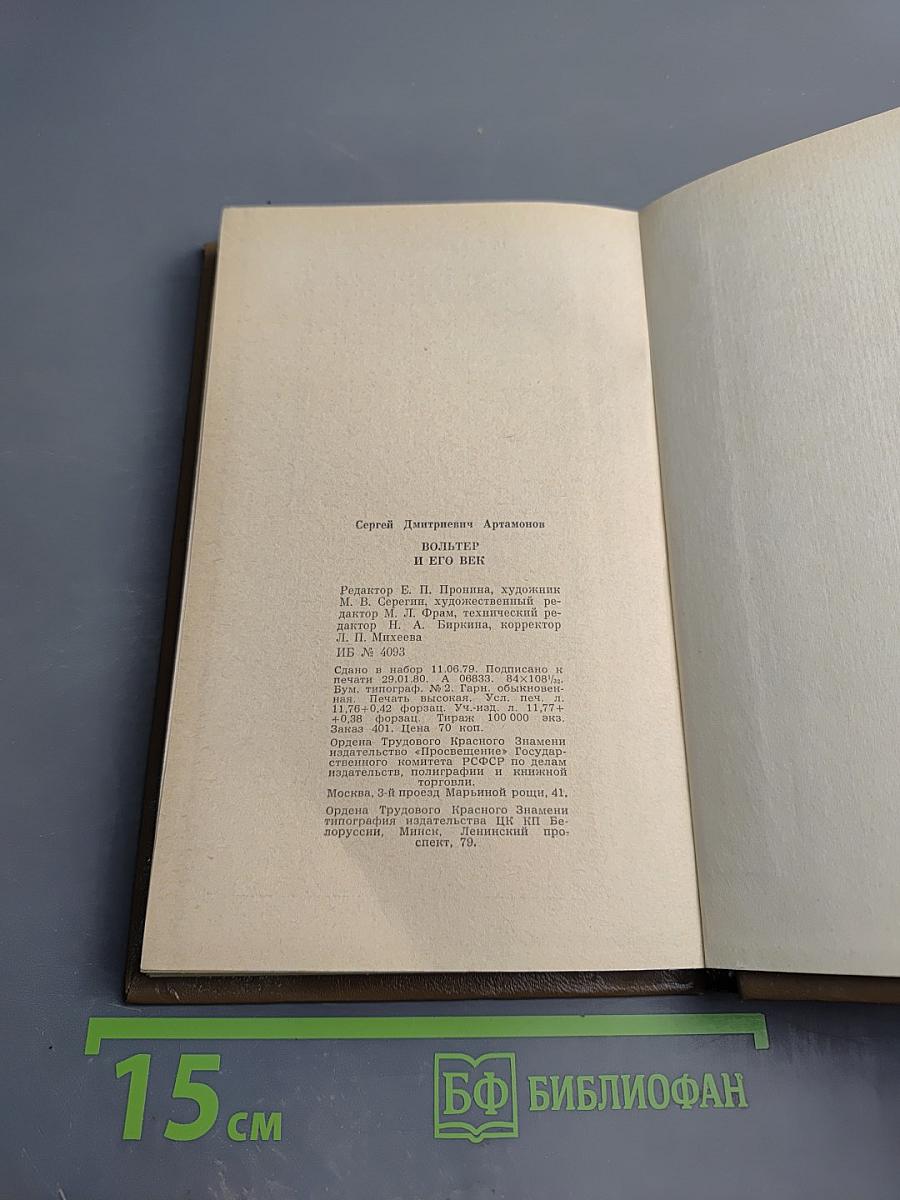 Сергей Дмитриевич Артамонов
ВОЛЬТЕР
И ЕГО ВЕК
Редактор Е. П. Пронина, художник
М. В. Серегин, художественный ре-
дактор М. Л. Фрам, технический ре-
дактор Н. А. Биркина, корректор
Л. П. Михеева
ИБ № 4093
Сдано в набор 11.06.79. Подписано к
печати 29.01.80. А 06833. 84×108¹/₃₂.
Бум. типограф. №2. Гарн. обыкновен-
ная. Печать высокая. Усл. печ. л.
11,76+0,42 форзац. Уч.-изд. л. 11,77+
+0,38 форзац. Тираж 100 000 экз.
Заказ 401. Цена 70 коп.
Ордена Трудового Красного Знамени
издательство «Просвещение» Государ-
ственного комитета РСФСР по делам
издательств, полиграфии и книжной
торговли.
Москва, 3-й проезд Марьиной рощи, 41.
Ордена Трудового Красного Знамени
типография издательства ЦК КП Бе-
лоруссии, Минск, Ленинский про-
спект, 79.
15 см
БФ БИБЛИОФАН